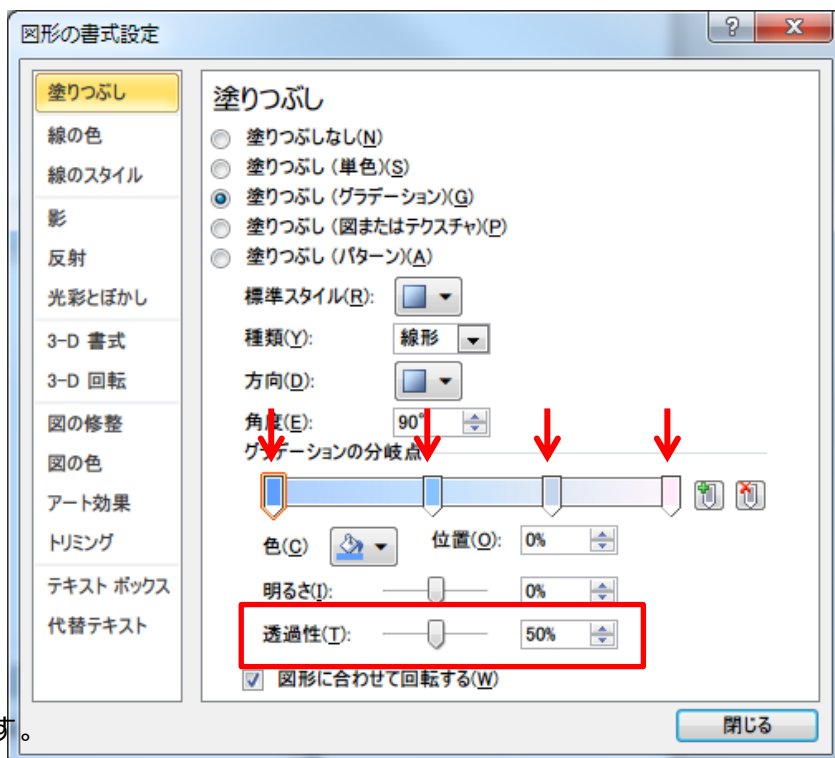 図形の書式設定
塗りつぶし
線の色
線のスタイル
影
反射
光彩とぼかし
3-D 書式
3-D 回転
図の修整
図の色
アート効果
トリミング
テキスト ボックス
代替テキスト
塗りつぶし
塗りつぶしなし(N)
塗りつぶし (単色)(S)
塗りつぶし (グラデーション)(G)
塗りつぶし (図またはテクスチャ)(P)
塗りつぶし (パターン)(A)
標準スタイル(R):
種類(Y): 線形
方向(D):
角度(E): 90°
グラデーションの分岐点
色(C) 位置(O): 0%
明るさ(I): 0%
透過性(T): 50%
図形に合わせて回転する(W)
す。
閉じる